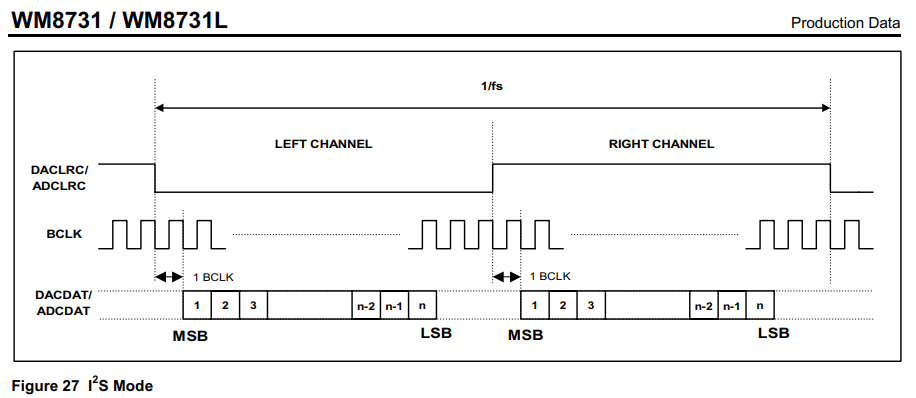 WM8731 / WM8731L Production Data
1/fs
LEFT CHANNEL RIGHT CHANNEL
DACLRC/
ADCLRC
BCLK
1 BCLK 1 BCLK
DACDAT/
ADCDAT
1 2 3 n-2 n-1 n 1 2 3 n-2 n-1 n
MSB LSB MSB LSB
Figure 27 I²S Mode